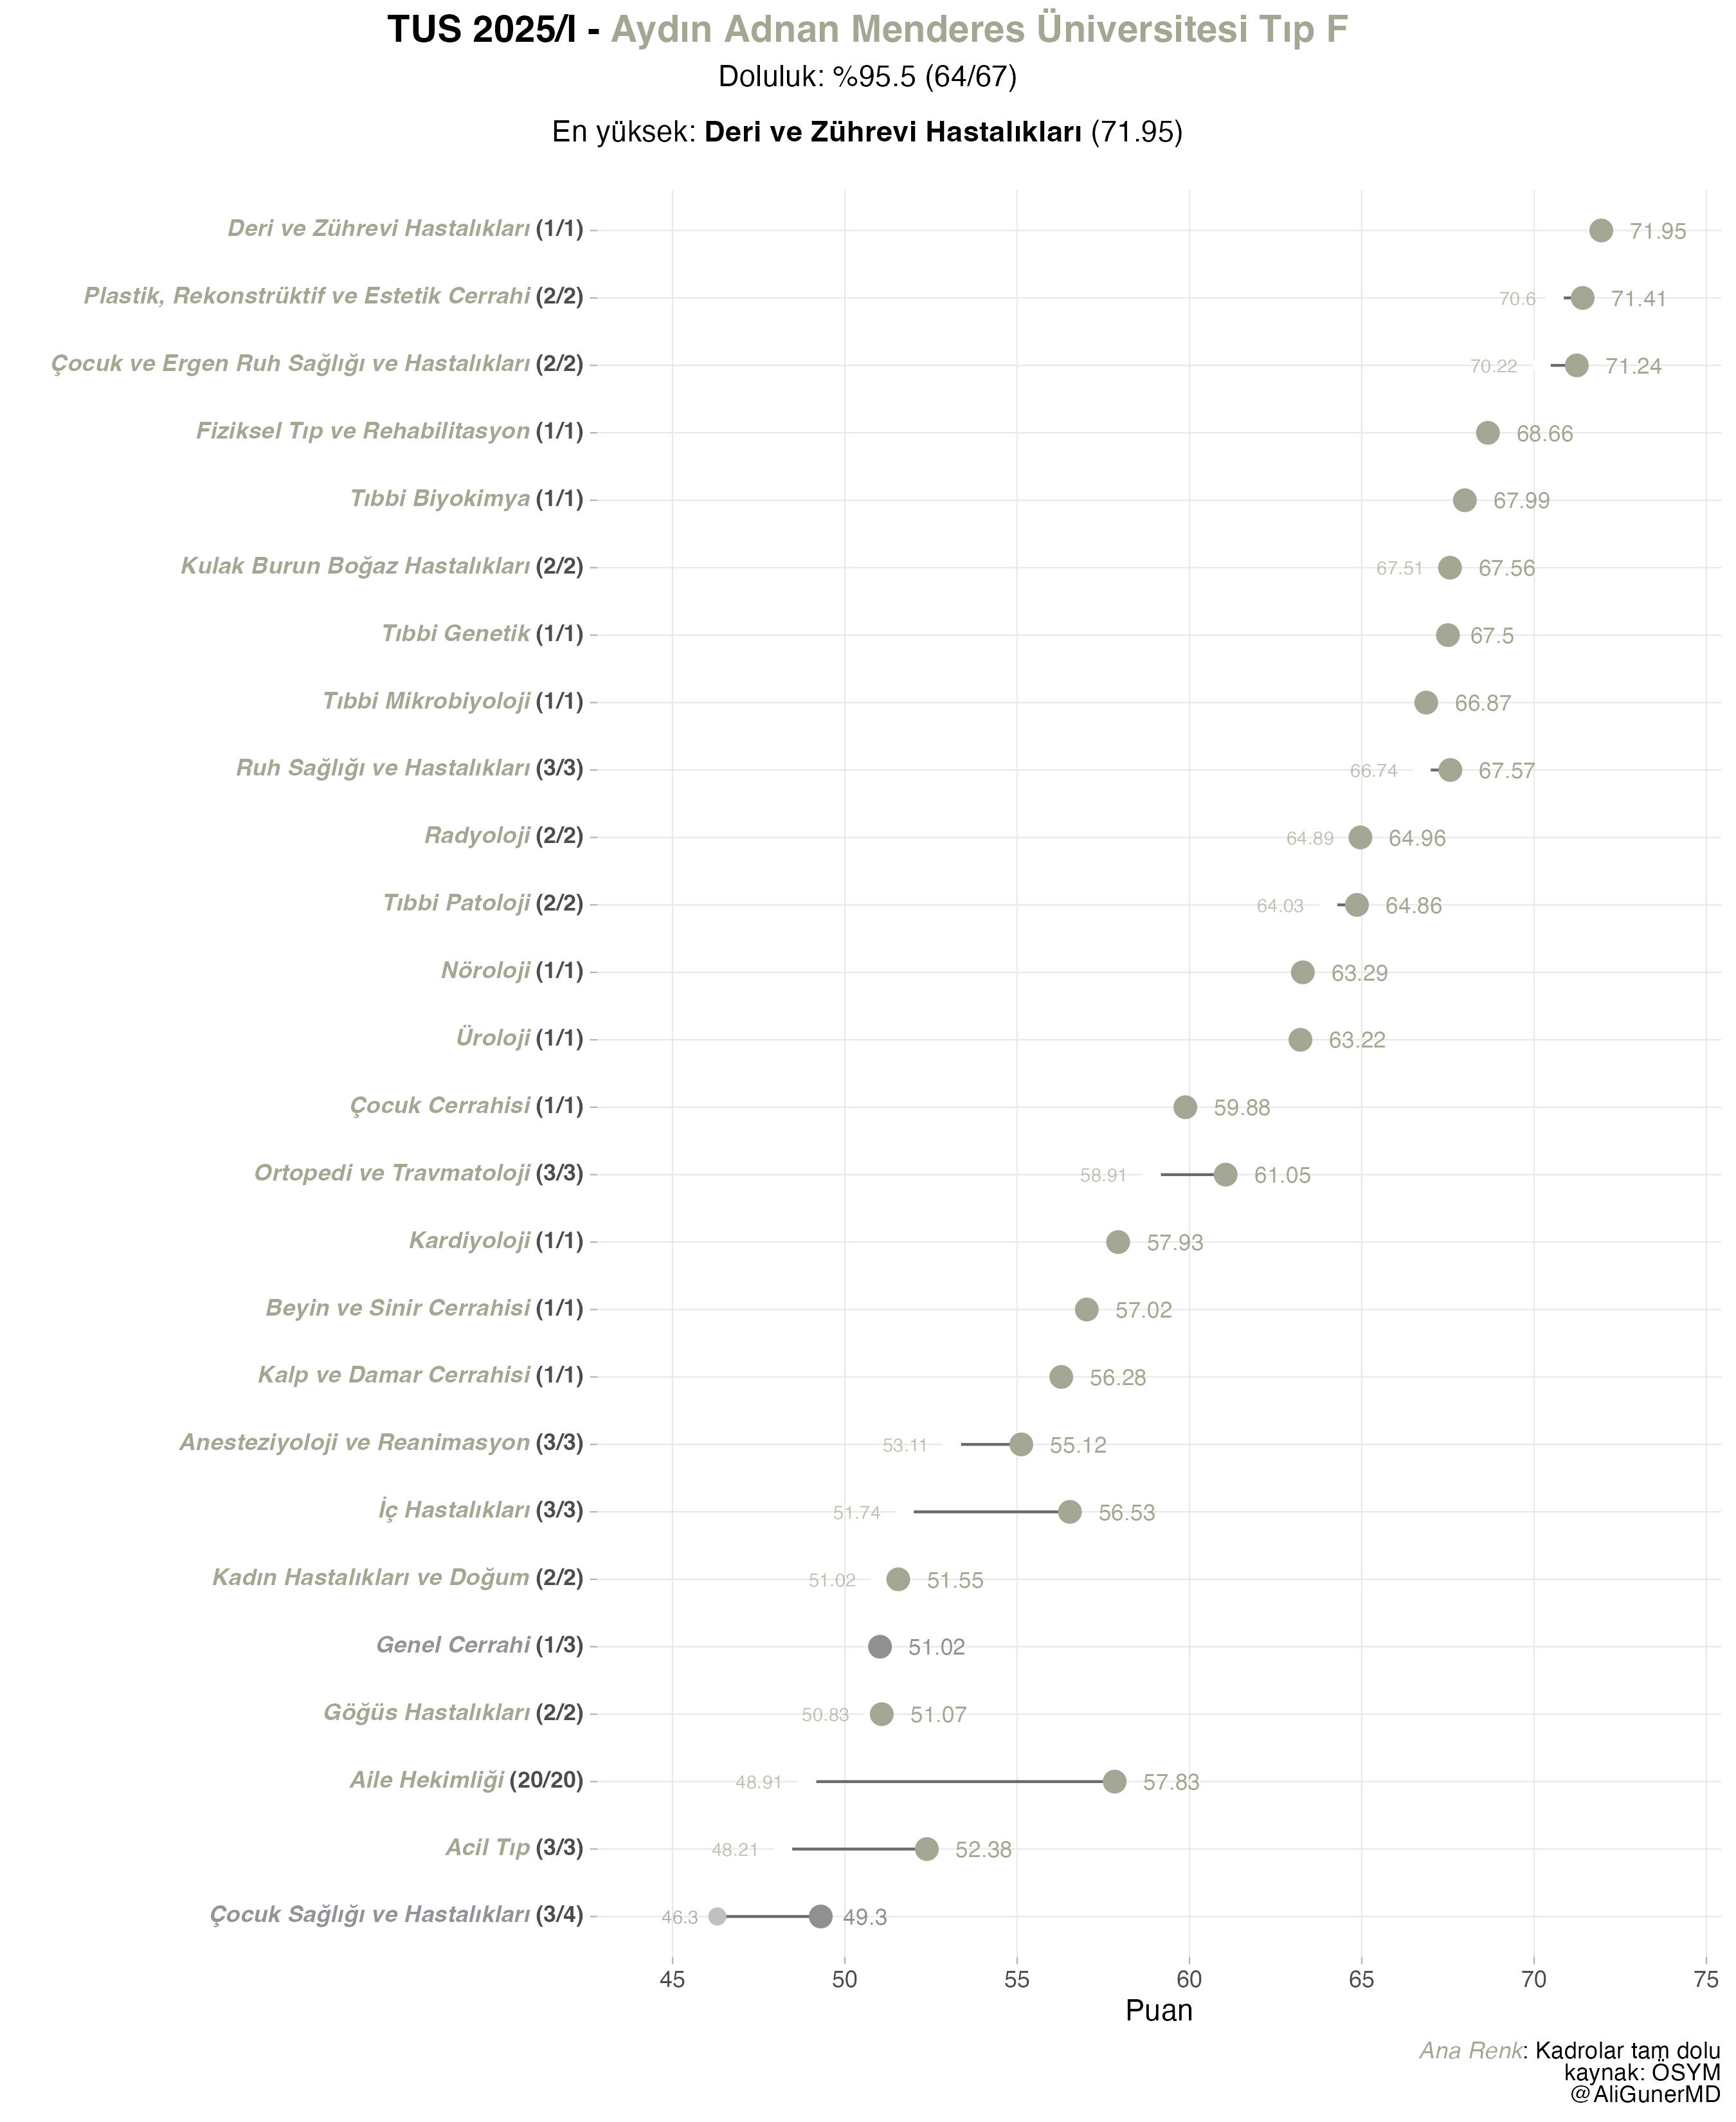 TUS 2025/I - Aydın Adnan Menderes Üniversitesi Tıp F
Doluluk: %95.5 (64/67)
En yüksek: Deri ve Zührevi Hastalıkları (71.95)
Deri ve Zührevi Hastalıkları (1/1) 71.95
Plastik, Rekonstrüktif ve Estetik Cerrahi (2/2) 70.6 71.41
Çocuk ve Ergen Ruh Sağlığı ve Hastalıkları (2/2) 70.22 71.24
Fiziksel Tıp ve Rehabilitasyon (1/1) 68.66
Tıbbi Biyokimya (1/1) 67.99
Kulak Burun Boğaz Hastalıkları (2/2) 67.51 67.56
Tıbbi Genetik (1/1) 67.5
Tıbbi Mikrobiyoloji (1/1) 66.87
Ruh Sağlığı ve Hastalıkları (3/3) 66.74 67.57
Radyoloji (2/2) 64.89 64.96
Tıbbi Patoloji (2/2) 64.03 64.86
Nöroloji (1/1) 63.29
Üroloji (1/1) 63.22
Çocuk Cerrahisi (1/1) 59.88
Ortopedi ve Travmatoloji (3/3) 58.91 61.05
Kardiyoloji (1/1) 57.93
Beyin ve Sinir Cerrahisi (1/1) 57.02
Kalp ve Damar Cerrahisi (1/1) 56.28
Anesteziyoloji ve Reanimasyon (3/3) 53.11 55.12
İç Hastalıkları (3/3) 51.74 56.53
Kadın Hastalıkları ve Doğum (2/2) 51.02 51.55
Genel Cerrahi (1/3) 51.02
Göğüs Hastalıkları (2/2) 50.83 51.07
Aile Hekimliği (20/20) 48.91 57.83
Acil Tıp (3/3) 48.21 52.38
Çocuk Sağlığı ve Hastalıkları (3/4) 46.3 49.3
45 50 55 60 65 70 75
Puan
Ana Renk: Kadrolar tam dolu
kaynak: ÖSYM
@AliGunerMD